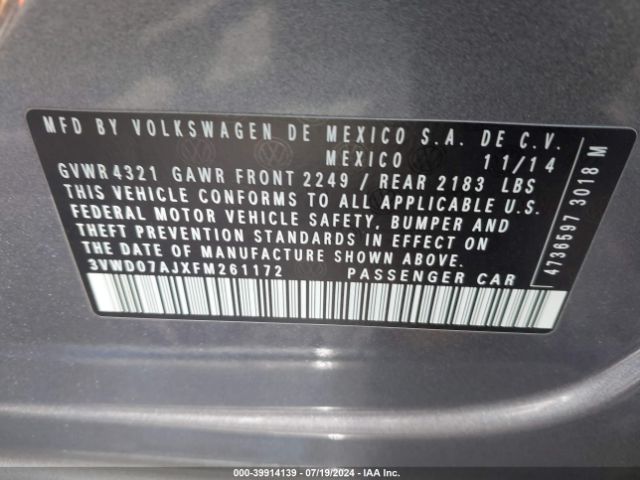 MFD BY VOLKSWAGEN DE MEXICO S.A. DE C.V.
MEXICO 11/14
GVWR 4321 GAWR FRONT 2249 / REAR 2183 LBS
THIS VEHICLE CONFORMS TO ALL APPLICABLE U.S.
FEDERAL MOTOR VEHICLE SAFETY, BUMPER AND
THEFT PREVENTION STANDARDS IN EFFECT ON
THE DATE OF MANUFACTURE SHOWN ABOVE.
3VWD07AJXFM261172 PASSENGER CAR
4736597 3018 M
000-39914139 - 07/19/2024 - IAA Inc.